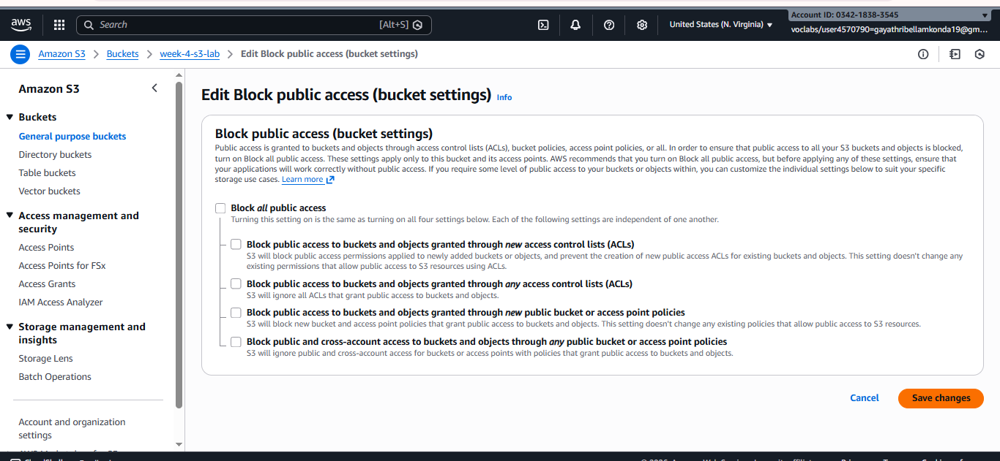 aws
Search
[Alt+S]
United States (N. Virginia)
Account ID: 0342-1838-3545
voclabs/user4570790=gayathribellamkonda19@gm...
Amazon S3 > Buckets > week-4-s3-lab > Edit Block public access (bucket settings)
Amazon S3
Buckets
General purpose buckets
Directory buckets
Table buckets
Vector buckets
Access management and
security
Access Points
Access Points for FSx
Access Grants
IAM Access Analyzer
Storage management and
insights
Storage Lens
Batch Operations
Account and organization
settings
Edit Block public access (bucket settings) Info
Block public access (bucket settings)
Public access is granted to buckets and objects through access control lists (ACLs), bucket policies, access point policies, or all. In order to ensure that public access to all your S3 buckets and objects is blocked,
turn on Block all public access. These settings apply only to this bucket and its access points. AWS recommends that you turn on Block all public access, but before applying any of these settings, ensure that
your applications will work correctly without public access. If you require some level of public access to your buckets or objects within, you can customize the individual settings below to suit your specific
storage use cases. Learn more
Block all public access
Turning this setting on is the same as turning on all four settings below. Each of the following settings are independent of one another.
Block public access to buckets and objects granted through new access control lists (ACLs)
S3 will block public access permissions applied to newly added buckets or objects, and prevent the creation of new public access ACLs for existing buckets and objects. This setting doesn't change any
existing permissions that allow public access to S3 resources using ACLs.
Block public access to buckets and objects granted through any access control lists (ACLs)
S3 will ignore all ACLs that grant public access to buckets and objects.
Block public access to buckets and objects granted through new public bucket or access point policies
S3 will block new bucket and access point policies that grant public access to buckets and objects. This setting doesn't change any existing policies that allow public access to S3 resources.
Block public and cross-account access to buckets and objects through any public bucket or access point policies
S3 will ignore public and cross-account access for buckets or access points with policies that grant public access to buckets and objects.
Cancel
Save changes